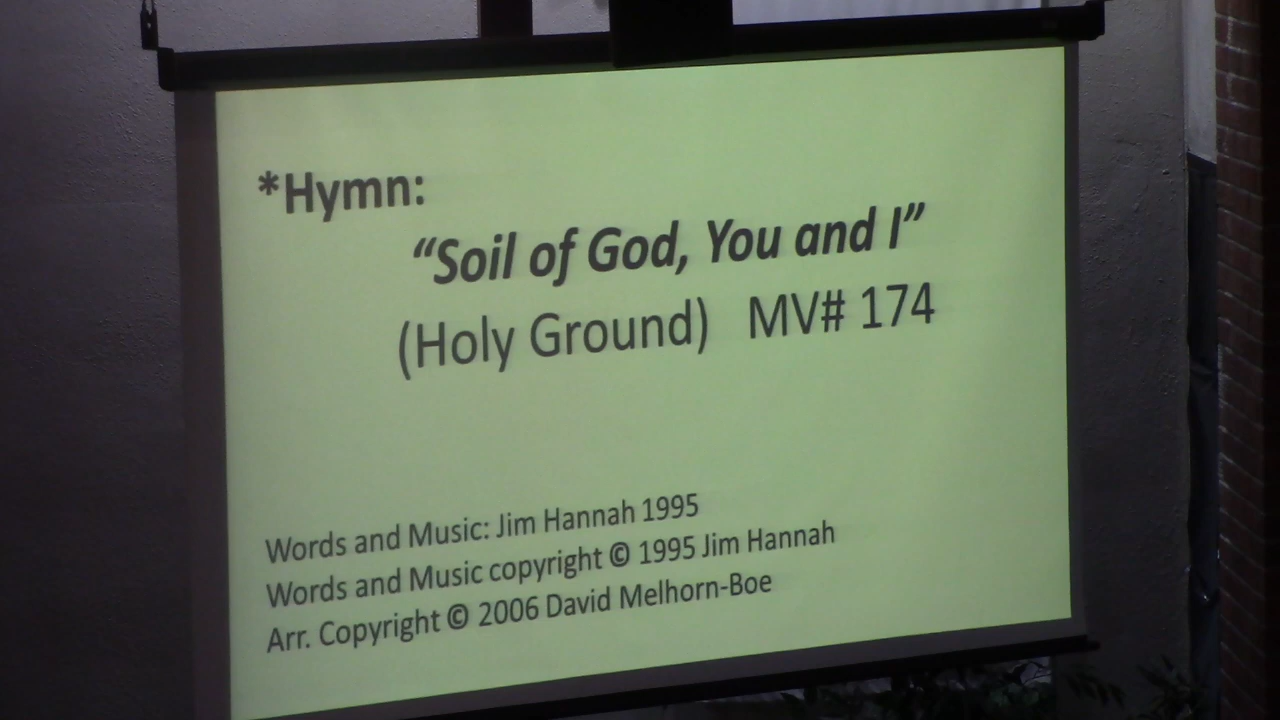 *Hymn:
“Soil of God, You and I”
(Holy Ground) MV# 174
Words and Music: Jim Hannah 1995
Words and Music copyright © 1995 Jim Hannah
Arr. Copyright © 2006 David Melhorn-Boe